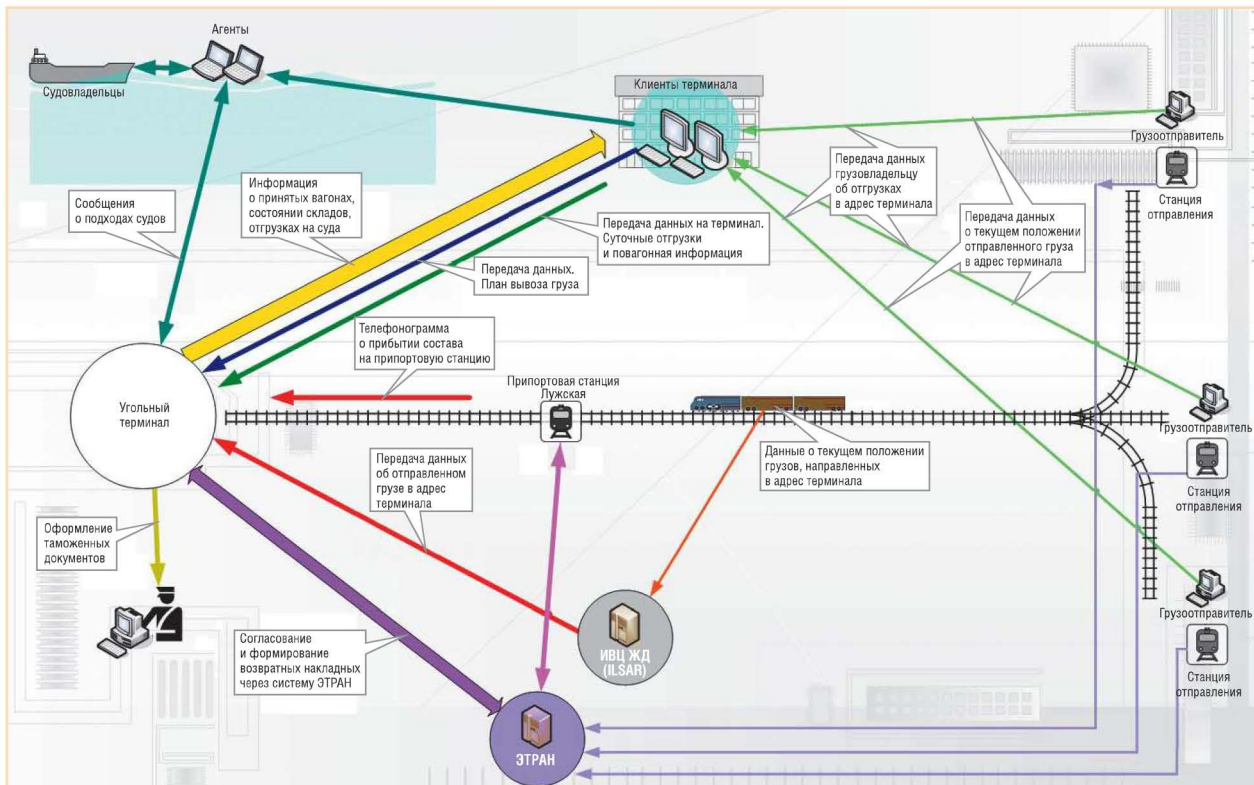 Агенты
Судовладельцы
Клиенты терминала
Грузоотправитель
Станция
отправления
Передача данных
грузовладельцу
об отгрузках
в адрес терминала
Передача данных
о текущем положении
отправленного груза
в адрес терминала
Сообщения
о подходах судов
Информация
о принятых вагонах,
состоянии складов,
отгрузках на суда
Передача данных на терминал.
Суточные отгрузки
и повагонная информация
Передача данных.
План вывоза груза
Телефонограмма
о прибытии состава
на припортовую станцию
Припортовая станция
Лужская
Угольный
терминал
Грузоотправитель
Станция
отправления
Передача данных
об отправленном
грузе в адрес
терминала
Данные о текущем положении
грузов, направленных
в адрес терминала
Оформление
таможенных
документов
Грузоотправитель
Станция
отправления
Согласование
и формирование
возвратных накладных
через систему ЭТРАН
ИВЦ ЖД
(ILSAR)
ЭТРАН